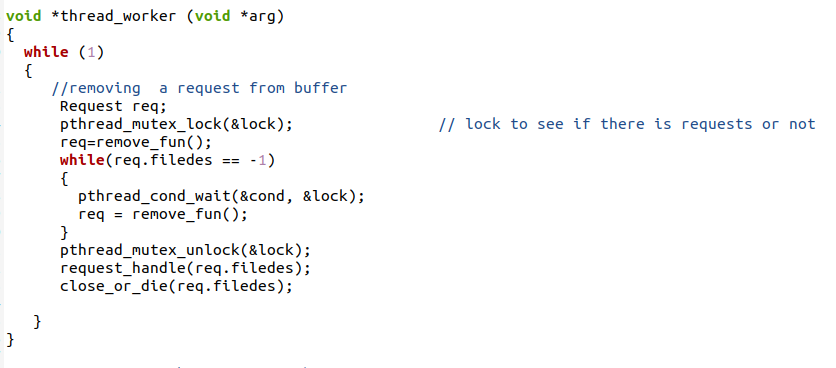 void *thread_worker (void *arg)
{
  while (1)
  {
     //removing  a request from buffer
      Request req;
      pthread_mutex_lock(&lock);                // lock to see if there is requests or not
      req=remove_fun();
      while(req.filedes == -1)
      {
        pthread_cond_wait(&cond, &lock);
        req = remove_fun();
      }
      pthread_mutex_unlock(&lock);
      request_handle(req.filedes);
      close_or_die(req.filedes);

   }
}